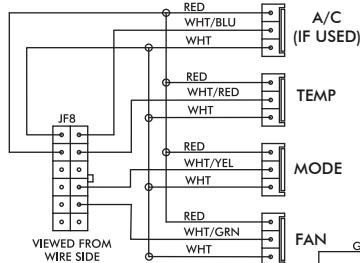 RED
WHT/BLU
WHT
A/C
(IF USED)
RED
WHT/RED
WHT
TEMP
JF8
RED
WHT/YEL
WHT
MODE
RED
WHT/GRN
WHT
FAN
VIEWED FROM
WIRE SIDE
G